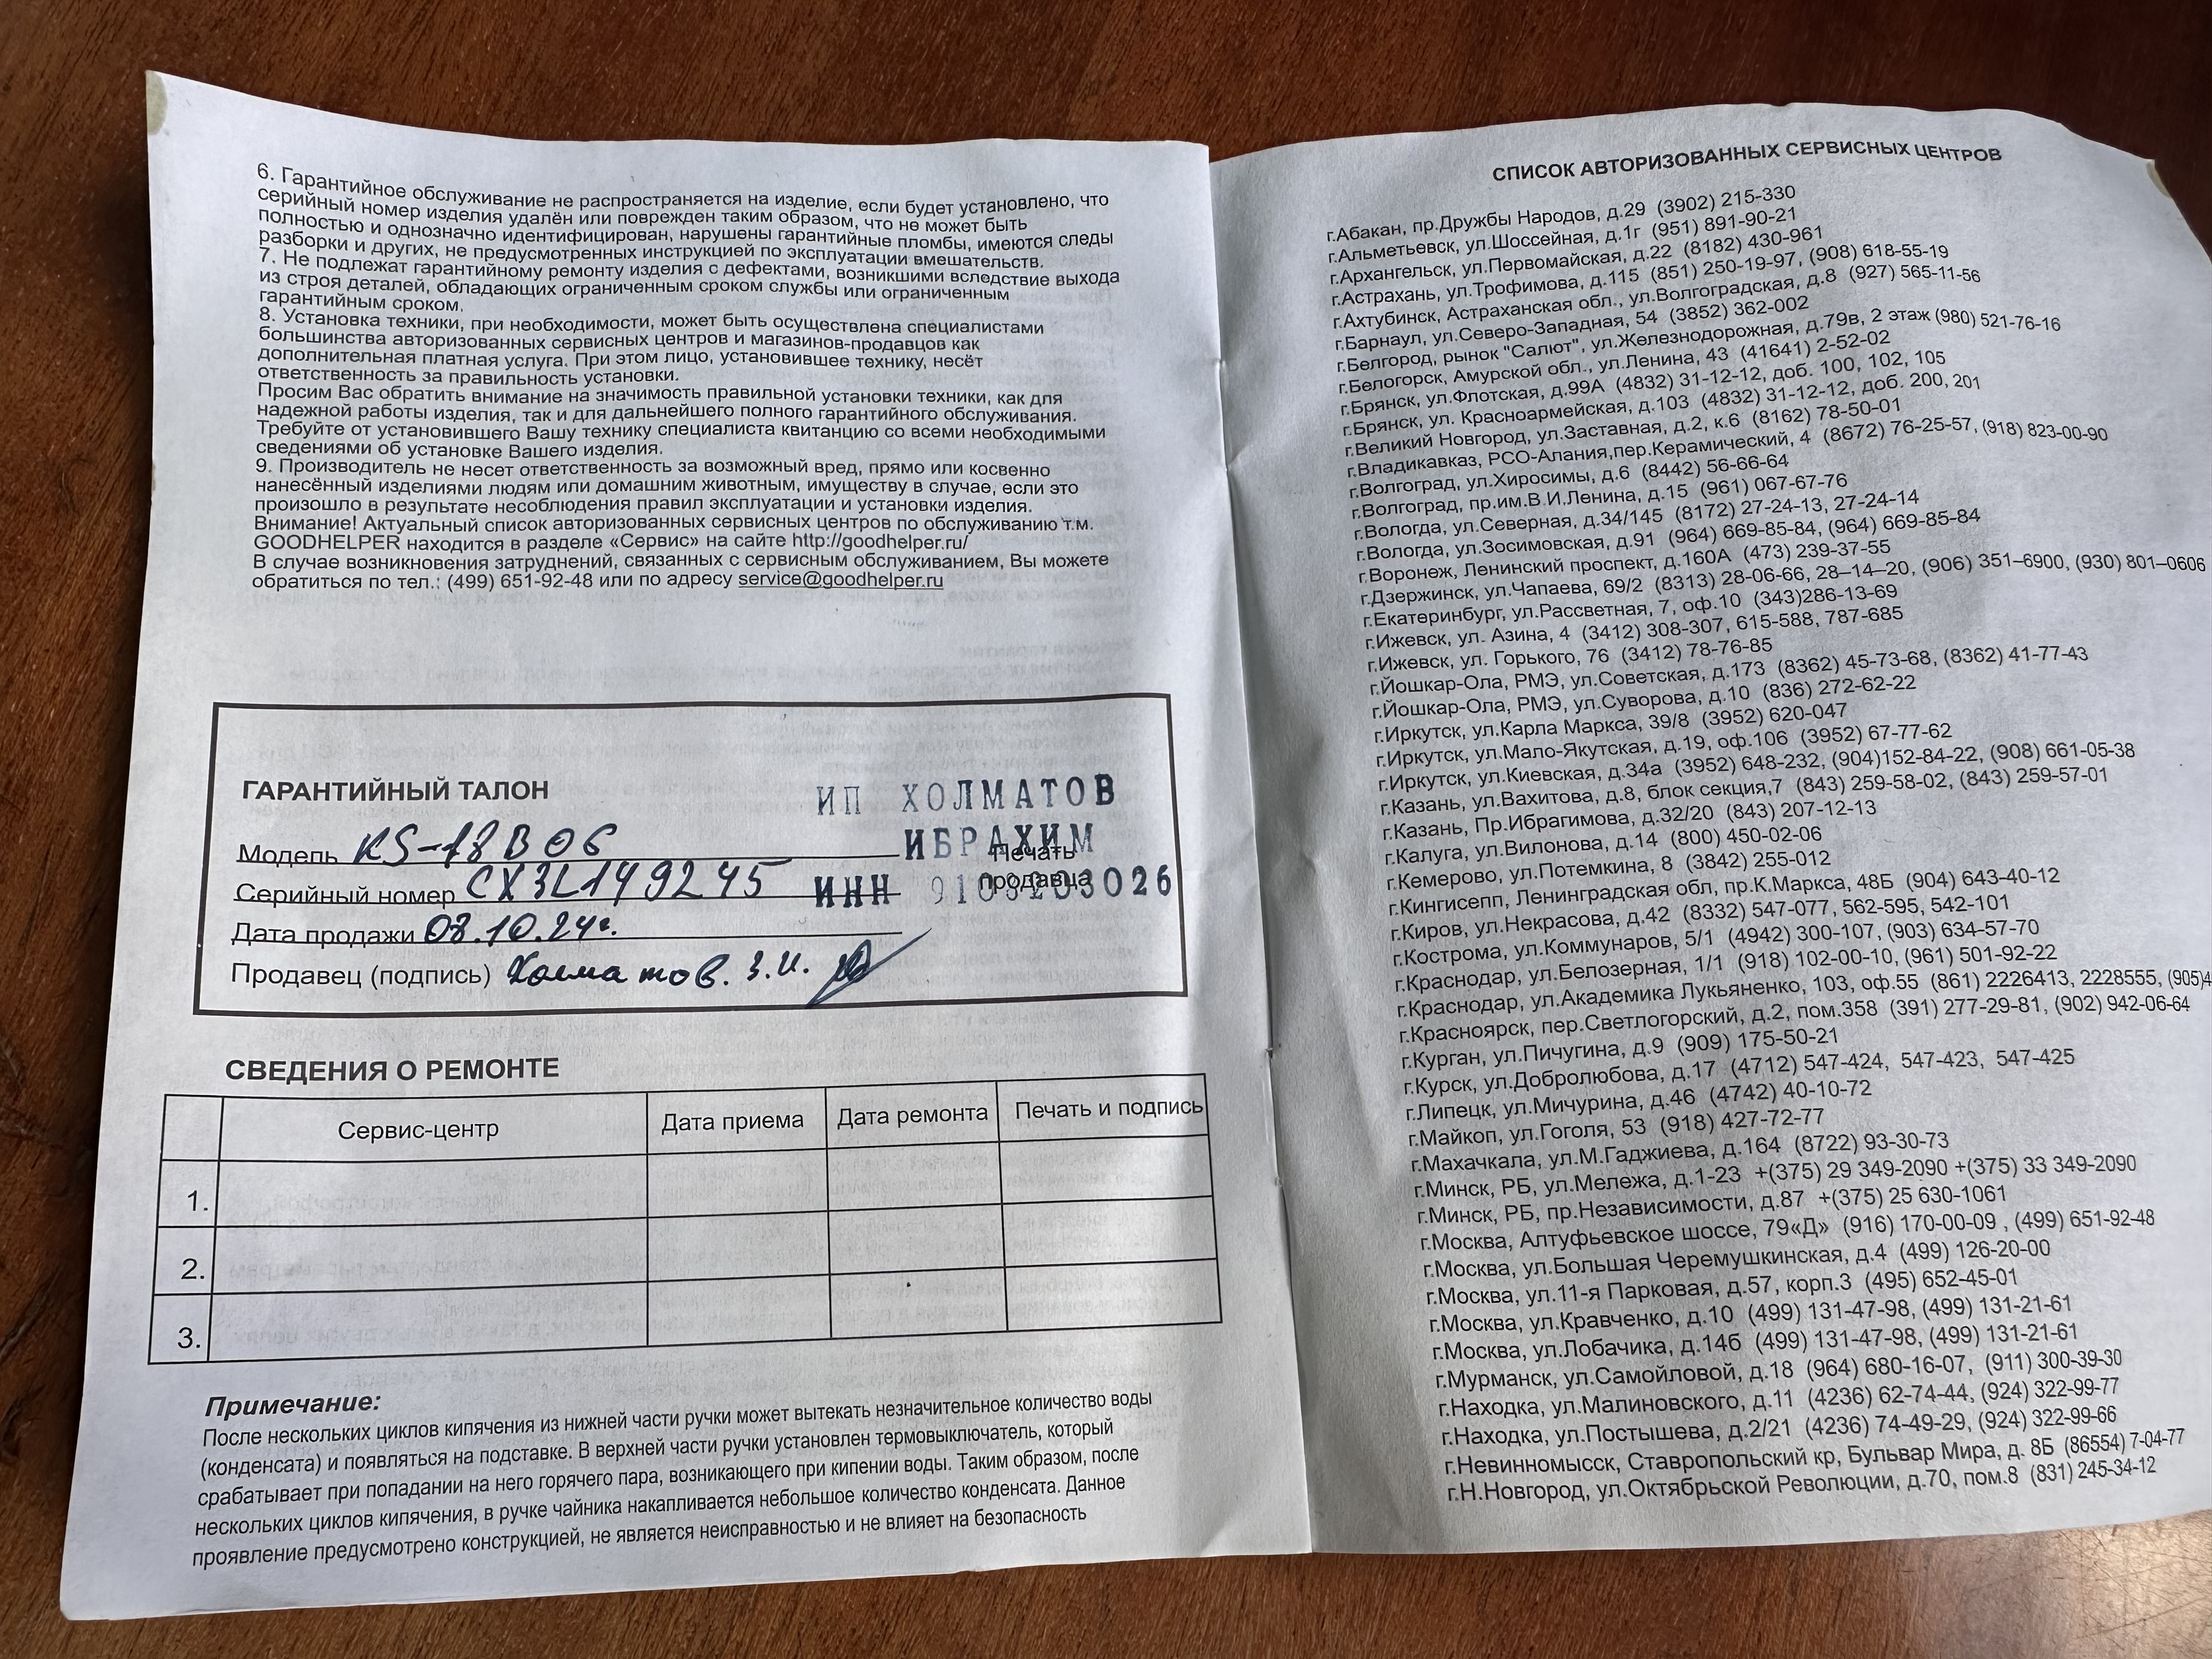 6. Гарантийное обслуживание не распространяется на изделие, если будет установлено, что
серийный номер изделия удалён или поврежден таким образом, что не может быть
полностью и однозначно идентифицирован, нарушены гарантийные пломбы, имеются следы
разборки и других, не предусмотренных инструкцией по эксплуатации вмешательств.
7. Не подлежат гарантийному ремонту изделия с дефектами, возникшими вследствие выхода
из строя деталей, обладающих ограниченным сроком службы или ограниченным
гарантийным сроком.
8. Установка техники, при необходимости, может быть осуществлена специалистами
большинства авторизованных сервисных центров и магазинов-продавцов как
дополнительная платная услуга. При этом лицо, установившее технику, несёт
ответственность за правильность установки.
Просим Вас обратить внимание на значимость правильной установки техники, как для
надежной работы изделия, так и для дальнейшего полного гарантийного обслуживания.
Требуйте от установившего Вашу технику специалиста квитанцию со всеми необходимыми
сведениями об установке Вашего изделия.
9. Производитель не несет ответственность за возможный вред, прямо или косвенно
нанесённый изделиями людям или домашним животным, имуществу в случае, если это
произошло в результате несоблюдения правил эксплуатации и установки изделия.
Внимание! Актуальный список авторизованных сервисных центров по обслуживанию т.м.
GOODHELPER находится в разделе «Сервис» на сайте http://goodhelper.ru/
В случае возникновения затруднений, связанных с сервисным обслуживанием, Вы можете
обратиться по тел.: (499) 651-92-48 или по адресу service@goodhelper.ru
ГАРАНТИЙНЫЙ ТАЛОН
ИП ХОЛМАТОВ
ИБРАХИМ
ИНН
Печать
продавца
Модель KS-18B06
Серийный номер CX3L149245
Дата продажи 08.10.24г.
Продавец (подпись) Холматов. З.И.
СВЕДЕНИЯ О РЕМОНТЕ
Сервис-центр Дата приема Дата ремонта Печать и подпись
1.
2.
3.
Примечание:
После нескольких циклов кипячения из нижней части ручки может вытекать незначительное количество воды
(конденсата) и появляться на подставке. В верхней части ручки установлен термовыключатель, который
срабатывает при попадании на него горячего пара, возникающего при кипении воды. Таким образом, после
нескольких циклов кипячения, в ручке чайника накапливается небольшое количество конденсата. Данное
проявление предусмотрено конструкцией, не является неисправностью и не влияет на безопасность
СПИСОК АВТОРИЗОВАННЫХ СЕРВИСНЫХ ЦЕНТРОВ
г.Абакан, пр.Дружбы Народов, д.29 (3902) 215-330
г.Альметьевск, ул.Шоссейная, д.1г (951) 891-90-21
г.Архангельск, ул.Первомайская, д.22 (8182) 430-961
г.Астрахань, ул.Трофимова, д.115 (851) 250-19-97, (908) 618-55-19
г.Ахтубинск, Астраханская обл., ул.Волгоградская, д.8 (927) 565-11-56
г.Барнаул, ул.Северо-Западная, 54 (3852) 362-002
г.Белгород, рынок "Салют", ул.Железнодорожная, д.79в, 2 этаж (980) 521-76-16
г.Белогорск, Амурской обл., ул.Ленина, 43 (41641) 2-52-02
г.Брянск, ул.Флотская, д.99А (4832) 31-12-12, доб. 100, 102, 105
г.Брянск, ул. Красноармейская, д.103 (4832) 31-12-12, доб. 200, 201
г.Великий Новгород, ул.Заставная, д.2, к.6 (8162) 78-50-01
г.Владикавказ, РСО-Алания,пер.Керамический, 4 (8672) 76-25-57, (918) 823-00-90
г.Волгоград, ул.Хиросимы, д.6 (8442) 56-66-64
г.Волгоград, пр.им.В.И.Ленина, д.15 (961) 067-67-76
г.Вологда, ул.Северная, д.34/145 (8172) 27-24-13, 27-24-14
г.Вологда, ул.Зосимовская, д.91 (964) 669-85-84, (964) 669-85-84
г.Воронеж, Ленинский проспект, д.160А (473) 239-37-55
г.Дзержинск, ул.Чапаева, 69/2 (8313) 28-06-66, 28–14–20, (906) 351–6900, (930) 801–0606
г.Екатеринбург, ул.Рассветная, 7, оф.10 (343)286-13-69
г.Ижевск, ул. Азина, 4 (3412) 308-307, 615-588, 787-685
г.Ижевск, ул. Горького, 76 (3412) 78-76-85
г.Йошкар-Ола, РМЭ, ул.Советская, д.173 (8362) 45-73-68, (8362) 41-77-43
г.Йошкар-Ола, РМЭ, ул.Суворова, д.10 (836) 272-62-22
г.Иркутск, ул.Карла Маркса, 39/8 (3952) 620-047
г.Иркутск, ул.Мало-Якутская, д.19, оф.106 (3952) 67-77-62
г.Иркутск, ул.Киевская, д.34а (3952) 648-232, (904)152-84-22, (908) 661-05-38
г.Казань, ул.Вахитова, д.8, блок секция,7 (843) 259-58-02, (843) 259-57-01
г.Казань, Пр.Ибрагимова, д.32/20 (843) 207-12-13
г.Калуга, ул.Вилонова, д.14 (800) 450-02-06
г.Кемерово, ул.Потемкина, 8 (3842) 255-012
г.Кингисепп, Ленинградская обл, пр.К.Маркса, 48Б (904) 643-40-12
г.Киров, ул.Некрасова, д.42 (8332) 547-077, 562-595, 542-101
г.Кострома, ул.Коммунаров, 5/1 (4942) 300-107, (903) 634-57-70
г.Краснодар, ул.Белозерная, 1/1 (918) 102-00-10, (961) 501-92-22
г.Краснодар, ул.Академика Лукьяненко, 103, оф.55 (861) 2226413, 2228555, (905)4
г.Красноярск, пер.Светлогорский, д.2, пом.358 (391) 277-29-81, (902) 942-06-64
г.Курган, ул.Пичугина, д.9 (909) 175-50-21
г.Курск, ул.Добролюбова, д.17 (4712) 547-424, 547-423, 547-425
г.Липецк, ул.Мичурина, д.46 (4742) 40-10-72
г.Майкоп, ул.Гоголя, 53 (918) 427-72-77
г.Махачкала, ул.М.Гаджиева, д.164 (8722) 93-30-73
г.Минск, РБ, ул.Мележа, д.1-23 +(375) 29 349-2090 +(375) 33 349-2090
г.Минск, РБ, пр.Независимости, д.87 +(375) 25 630-1061
г.Москва, Алтуфьевское шоссе, 79«Д» (916) 170-00-09 , (499) 651-92-48
г.Москва, ул.Большая Черемушкинская, д.4 (499) 126-20-00
г.Москва, ул.11-я Парковая, д.57, корп.3 (495) 652-45-01
г.Москва, ул.Кравченко, д.10 (499) 131-47-98, (499) 131-21-61
г.Москва, ул.Лобачика, д.14б (499) 131-47-98, (499) 131-21-61
г.Мурманск, ул.Самойловой, д.18 (964) 680-16-07, (911) 300-39-30
г.Находка, ул.Малиновского, д.11 (4236) 62-74-44, (924) 322-99-77
г.Находка, ул.Постышева, д.2/21 (4236) 74-49-29, (924) 322-99-66
г.Невинномысск, Ставропольский кр, Бульвар Мира, д. 8Б (86554) 7-04-77
г.Н.Новгород, ул.Октябрьской Революции, д.70, пом.8 (831) 245-34-12